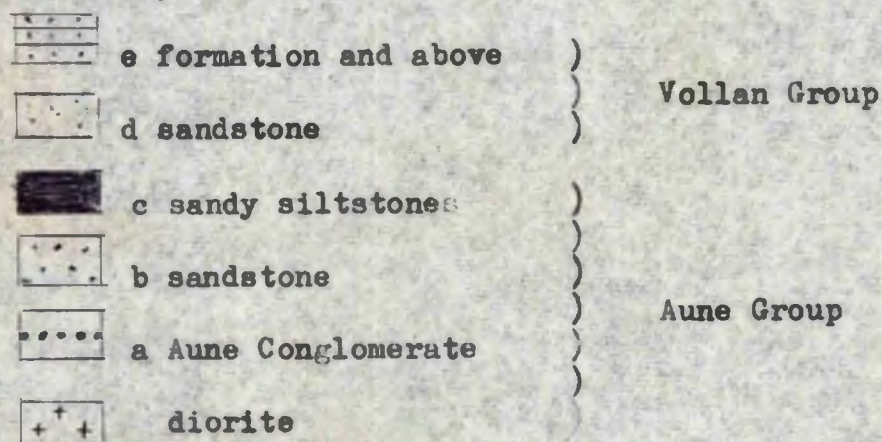 e formation and above )
) Vollan Group
d sandstone )
c sandy siltstones )
)
b sandstone )
) Aune Group
a Aune Conglomerate )
)
diorite